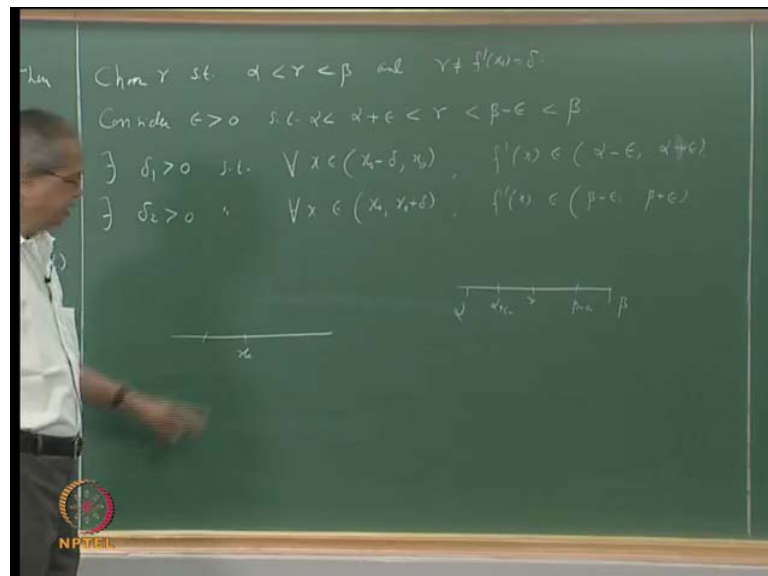 then
Choose γ s.t. α < γ < β and γ ≠ f'(x₀) = δ.
Consider ε > 0 s.t. α < α+ε < γ < β-ε < β.
∃ δ₁ > 0 s.t. ∀ x ∈ (x₀-δ, x₀), f'(x) ∈ (α-ε, α+ε)
∃ δ₂ > 0 " ∀ x ∈ (x₀, x₀+δ), f'(x) ∈ (β-ε, β+ε)
α α+ε γ β-ε β
x₀
NPTEL